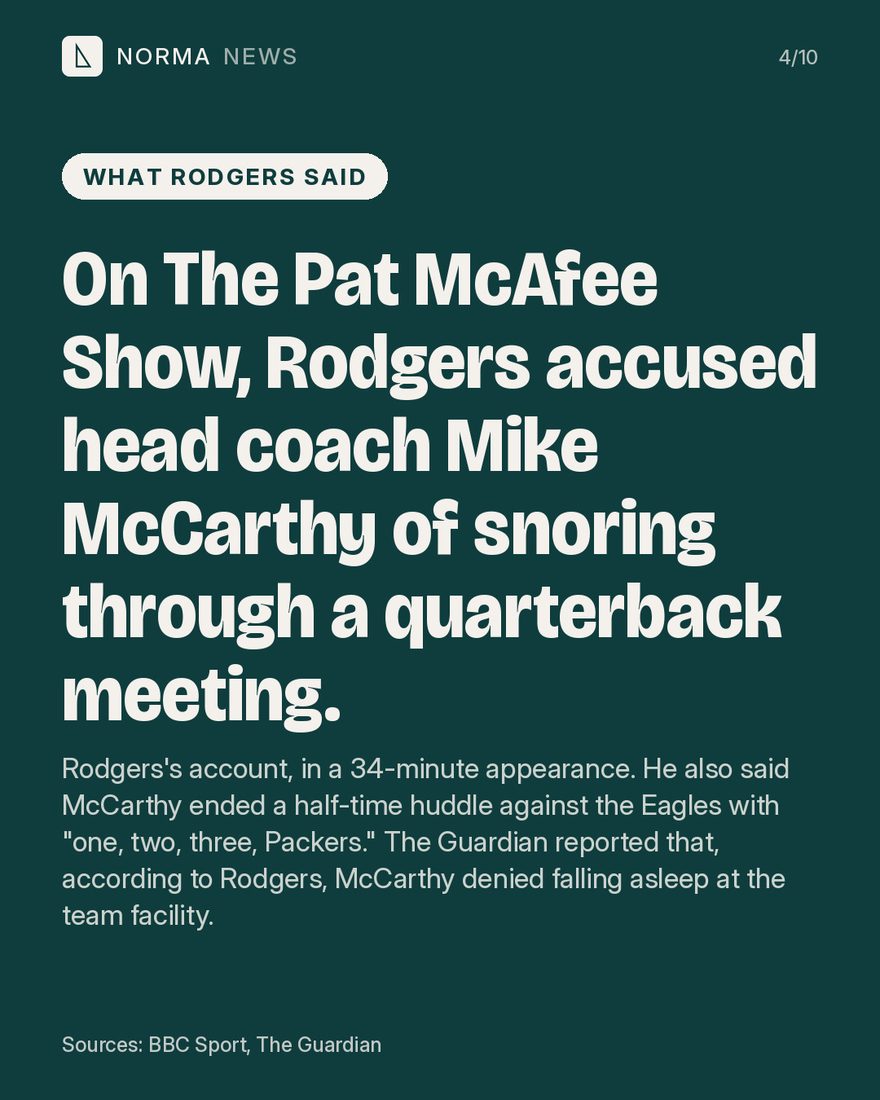 NORMA NEWS
4/10
WHAT RODGERS SAID
On The Pat McAfee
Show, Rodgers accused
head coach Mike
McCarthy of snoring
through a quarterback
meeting.
Rodgers's account, in a 34-minute appearance. He also said
McCarthy ended a half-time huddle against the Eagles with
"one, two, three, Packers." The Guardian reported that,
according to Rodgers, McCarthy denied falling asleep at the
team facility.
Sources: BBC Sport, The Guardian